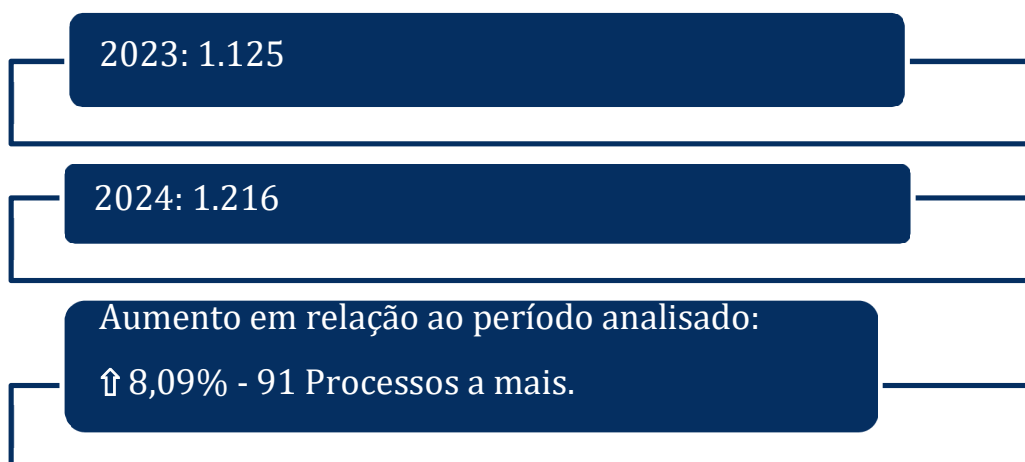 2023: 1.125
2024: 1.216
Aumento em relação ao período analisado:
⇧ 8,09% - 91 Processos a mais.